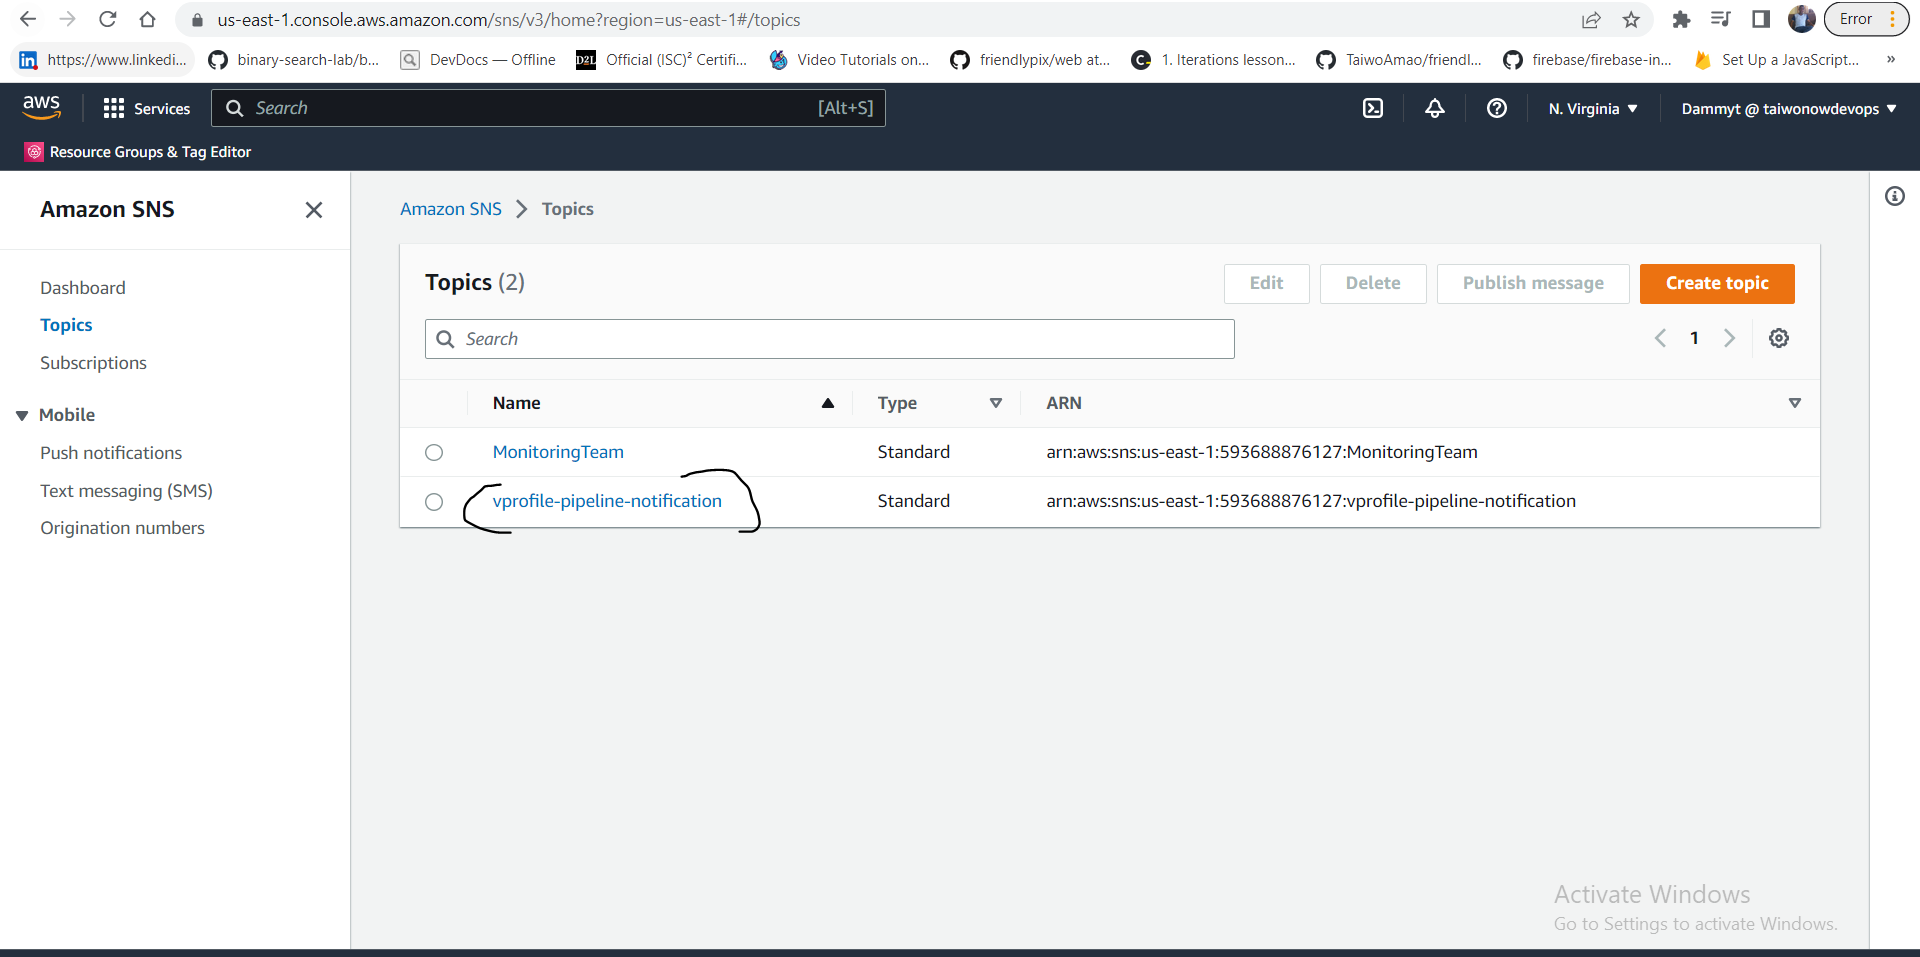 us-east-1.console.aws.amazon.com/sns/v3/home?region=us-east-1#/topics
Error
https://www.linkedi...
binary-search-lab/b...
DevDocs — Offline
D2L
Official (ISC)² Certifi...
Video Tutorials on...
friendlypix/web at...
1. Iterations lesson...
TaiwoAmao/friendl...
firebase/firebase-in...
Set Up a JavaScript...
»
aws
Services
Search
[Alt+S]
N. Virginia
Dammyt @ taiwonowdevops
Resource Groups & Tag Editor
Amazon SNS
Dashboard
Topics
Subscriptions
Mobile
Push notifications
Text messaging (SMS)
Origination numbers
Amazon SNS > Topics
Topics (2)
Edit
Delete
Publish message
Create topic
Search
1
Name
Type
ARN
MonitoringTeam
Standard
arn:aws:sns:us-east-1:593688876127:MonitoringTeam
vprofile-pipeline-notification
Standard
arn:aws:sns:us-east-1:593688876127:vprofile-pipeline-notification
Activate Windows
Go to Settings to activate Windows.